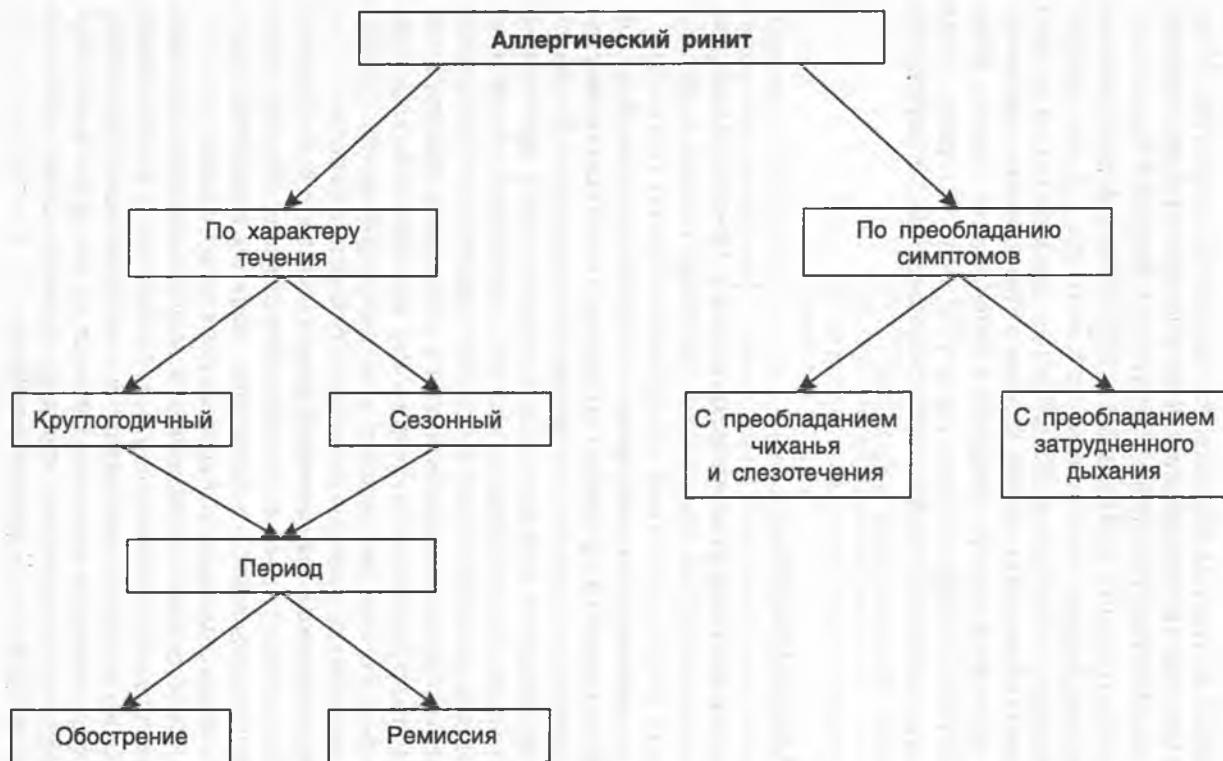 Аллергический ринит
По характеру
течения
По преобладанию
симптомов
Круглогодичный
Сезонный
С преобладанием
чиханья
и слезотечения
С преобладанием
затрудненного
дыхания
Период
Обострение
Ремиссия